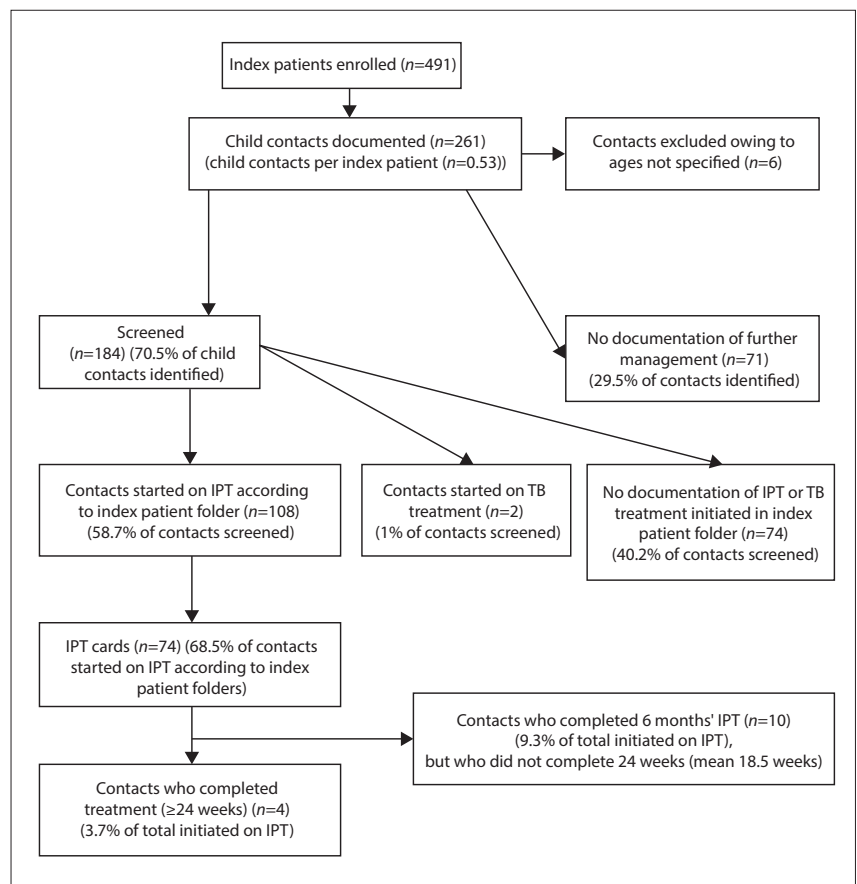 Index patients enrolled (n=491)
Child contacts documented (n=261)
(child contacts per index patient (n=0.53))
Contacts excluded owing to
ages not specified (n=6)
Screened
(n=184) (70.5% of child
contacts identified)
No documentation of further
management (n=71)
(29.5% of contacts identified)
Contacts started on IPT according
to index patient folder (n=108)
(58.7% of contacts screened)
Contacts started on TB
treatment (n=2)
(1% of contacts screened)
No documentation of IPT or TB
treatment initiated in index
patient folder (n=74)
(40.2% of contacts screened)
IPT cards (n=74) (68.5% of contacts
started on IPT according to index
patient folders)
Contacts who completed 6 months' IPT (n=10)
(9.3% of total initiated on IPT),
but who did not complete 24 weeks (mean 18.5 weeks)
Contacts who completed
treatment (≥24 weeks) (n=4)
(3.7% of total initiated on IPT)